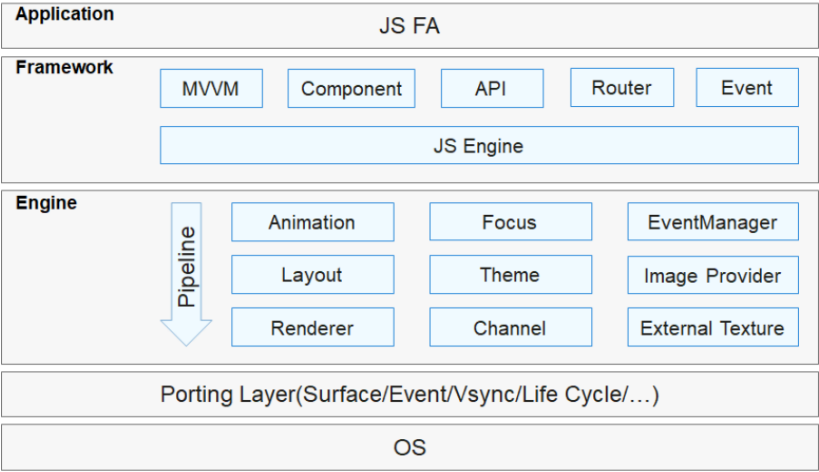 Application
JS FA
Framework
MVVM
Component
API
Router
Event
JS Engine
Engine
Pipeline
Animation
Focus
EventManager
Layout
Theme
Image Provider
Renderer
Channel
External Texture
Porting Layer(Surface/Event/Vsync/Life Cycle/…)
OS